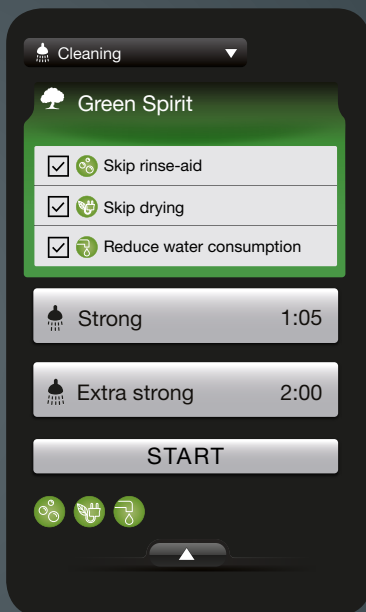 Cleaning
Green Spirit
Skip rinse-aid
Skip drying
Reduce water consumption
Strong 1:05
Extra strong 2:00
START